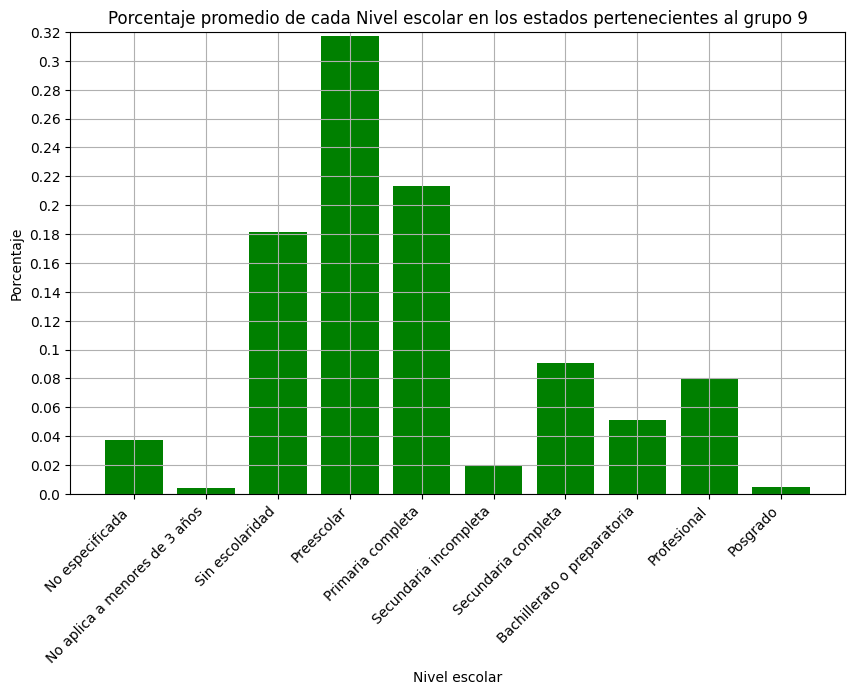 Porcentaje promedio de cada Nivel escolar en los estados pertenecientes al grupo 9
0.32
0.3
0.28
0.26
0.24
0.22
0.2
0.18
0.16
0.14
0.12
0.1
0.08
0.06
0.04
0.02
0.0
Porcentaje
No especificada
No aplica a menores de 3 años
Sin escolaridad
Preescolar
Primaria completa
Secundaria incompleta
Secundaria completa
Bachillerato o preparatoria
Profesional
Posgrado
Nivel escolar